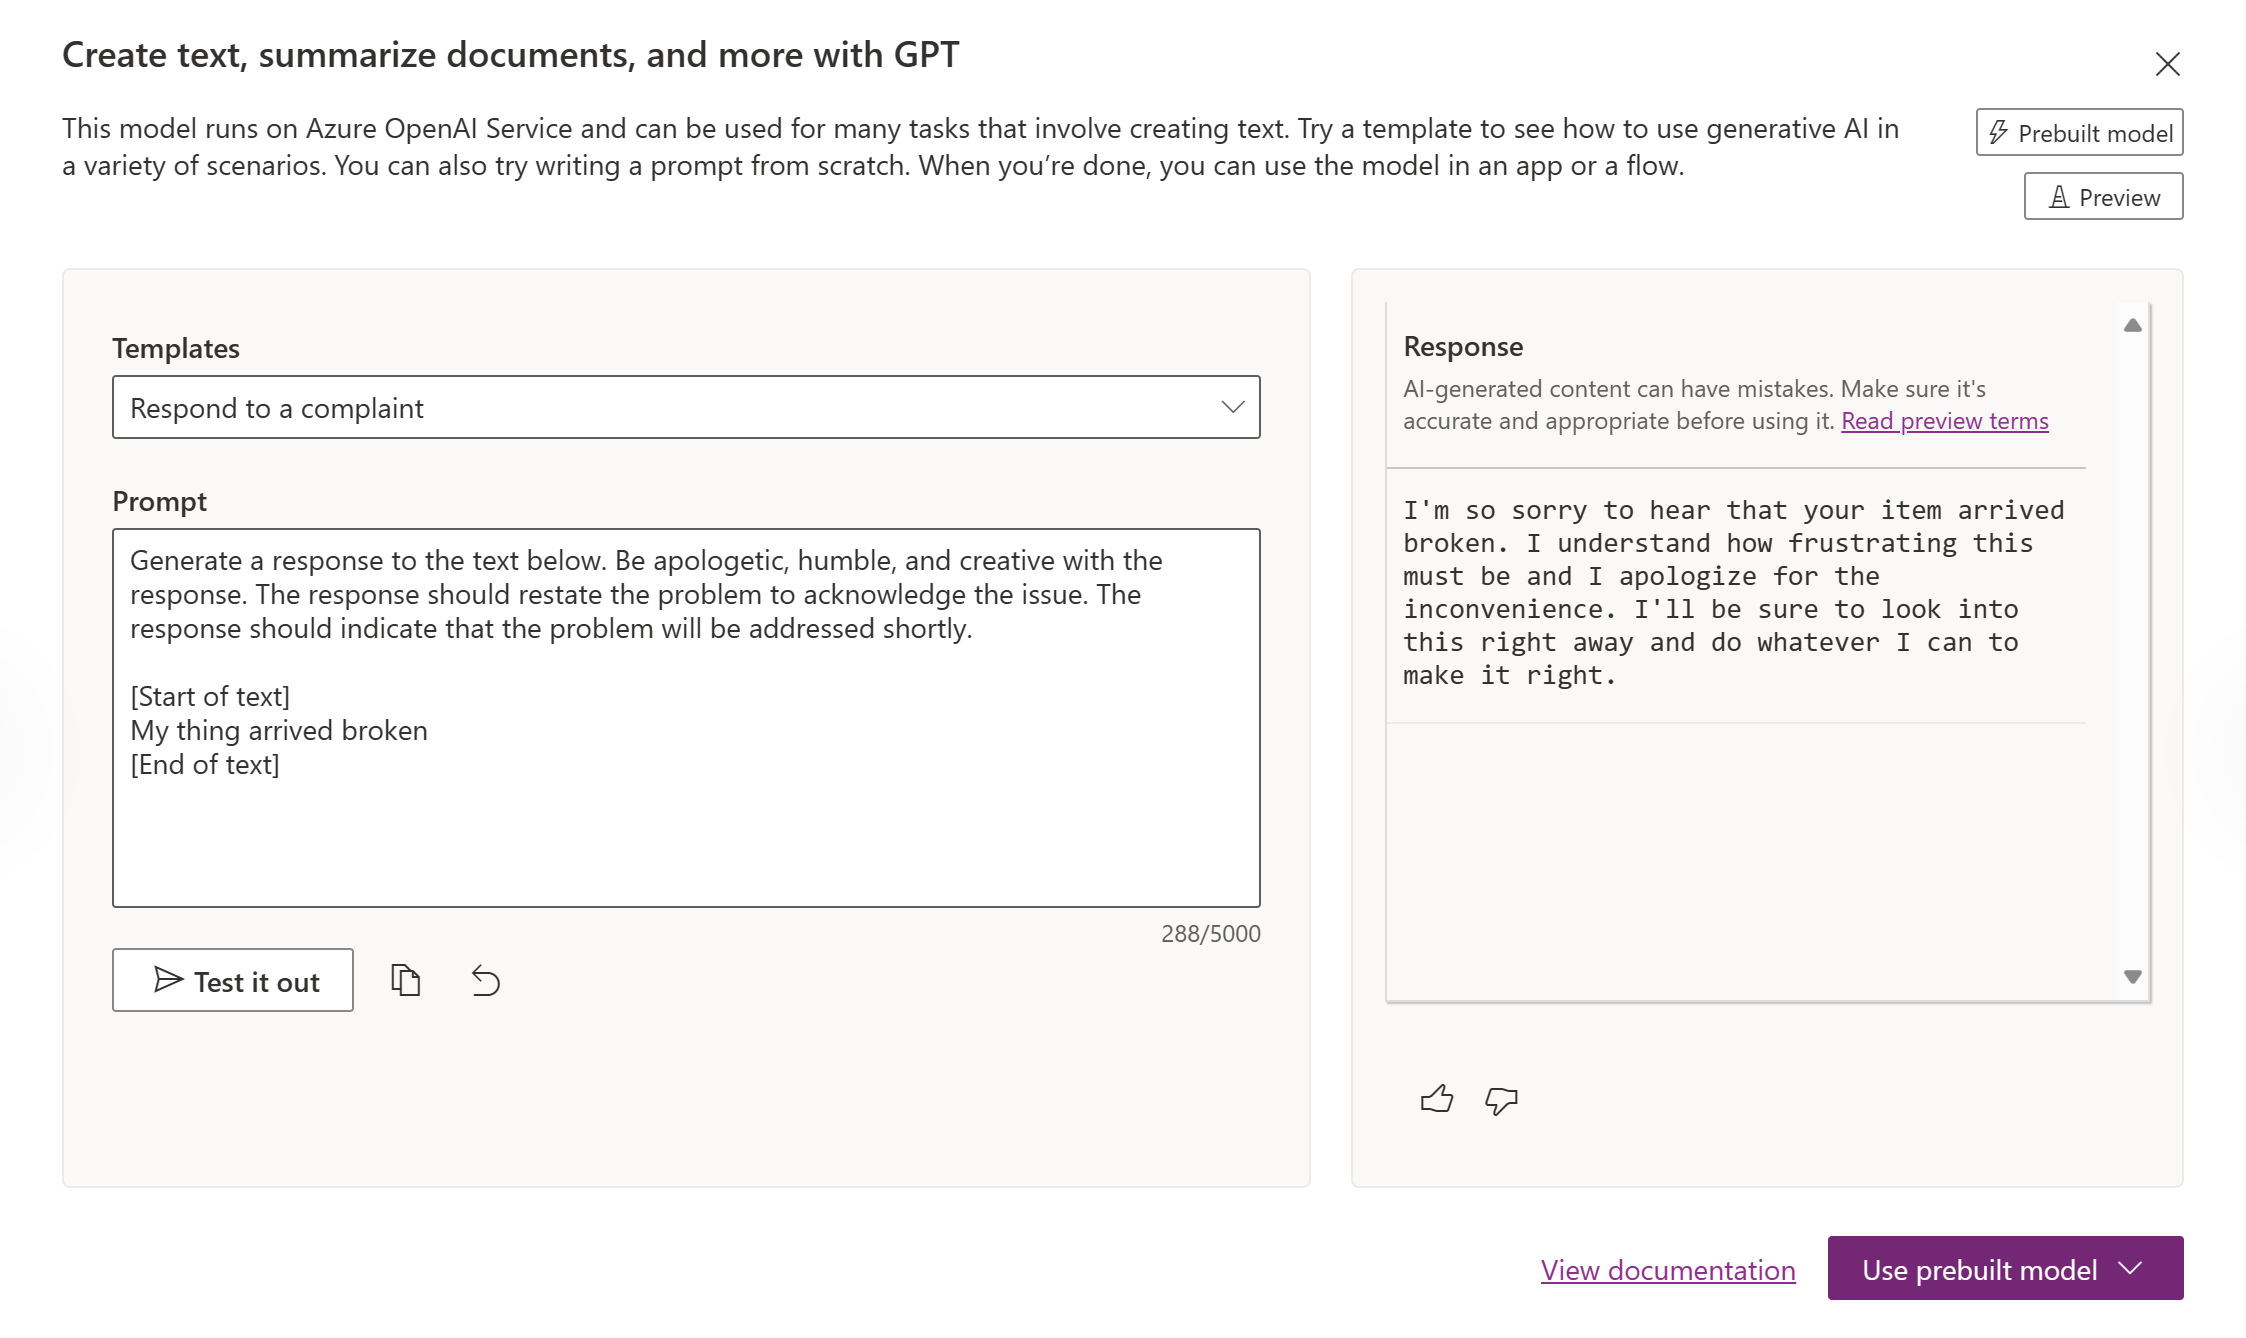 Create text, summarize documents, and more with GPT
This model runs on Azure OpenAI Service and can be used for many tasks that involve creating text. Try a template to see how to use generative AI in
a variety of scenarios. You can also try writing a prompt from scratch. When you’re done, you can use the model in an app or a flow.
Prebuilt model
Preview
Templates
Respond to a complaint
Prompt
Generate a response to the text below. Be apologetic, humble, and creative with the
response. The response should restate the problem to acknowledge the issue. The
response should indicate that the problem will be addressed shortly.
[Start of text]
My thing arrived broken
[End of text]
288/5000
Test it out
Response
AI-generated content can have mistakes. Make sure it's
accurate and appropriate before using it. Read preview terms
I'm so sorry to hear that your item arrived
broken. I understand how frustrating this
must be and I apologize for the
inconvenience. I'll be sure to look into
this right away and do whatever I can to
make it right.
View documentation
Use prebuilt model